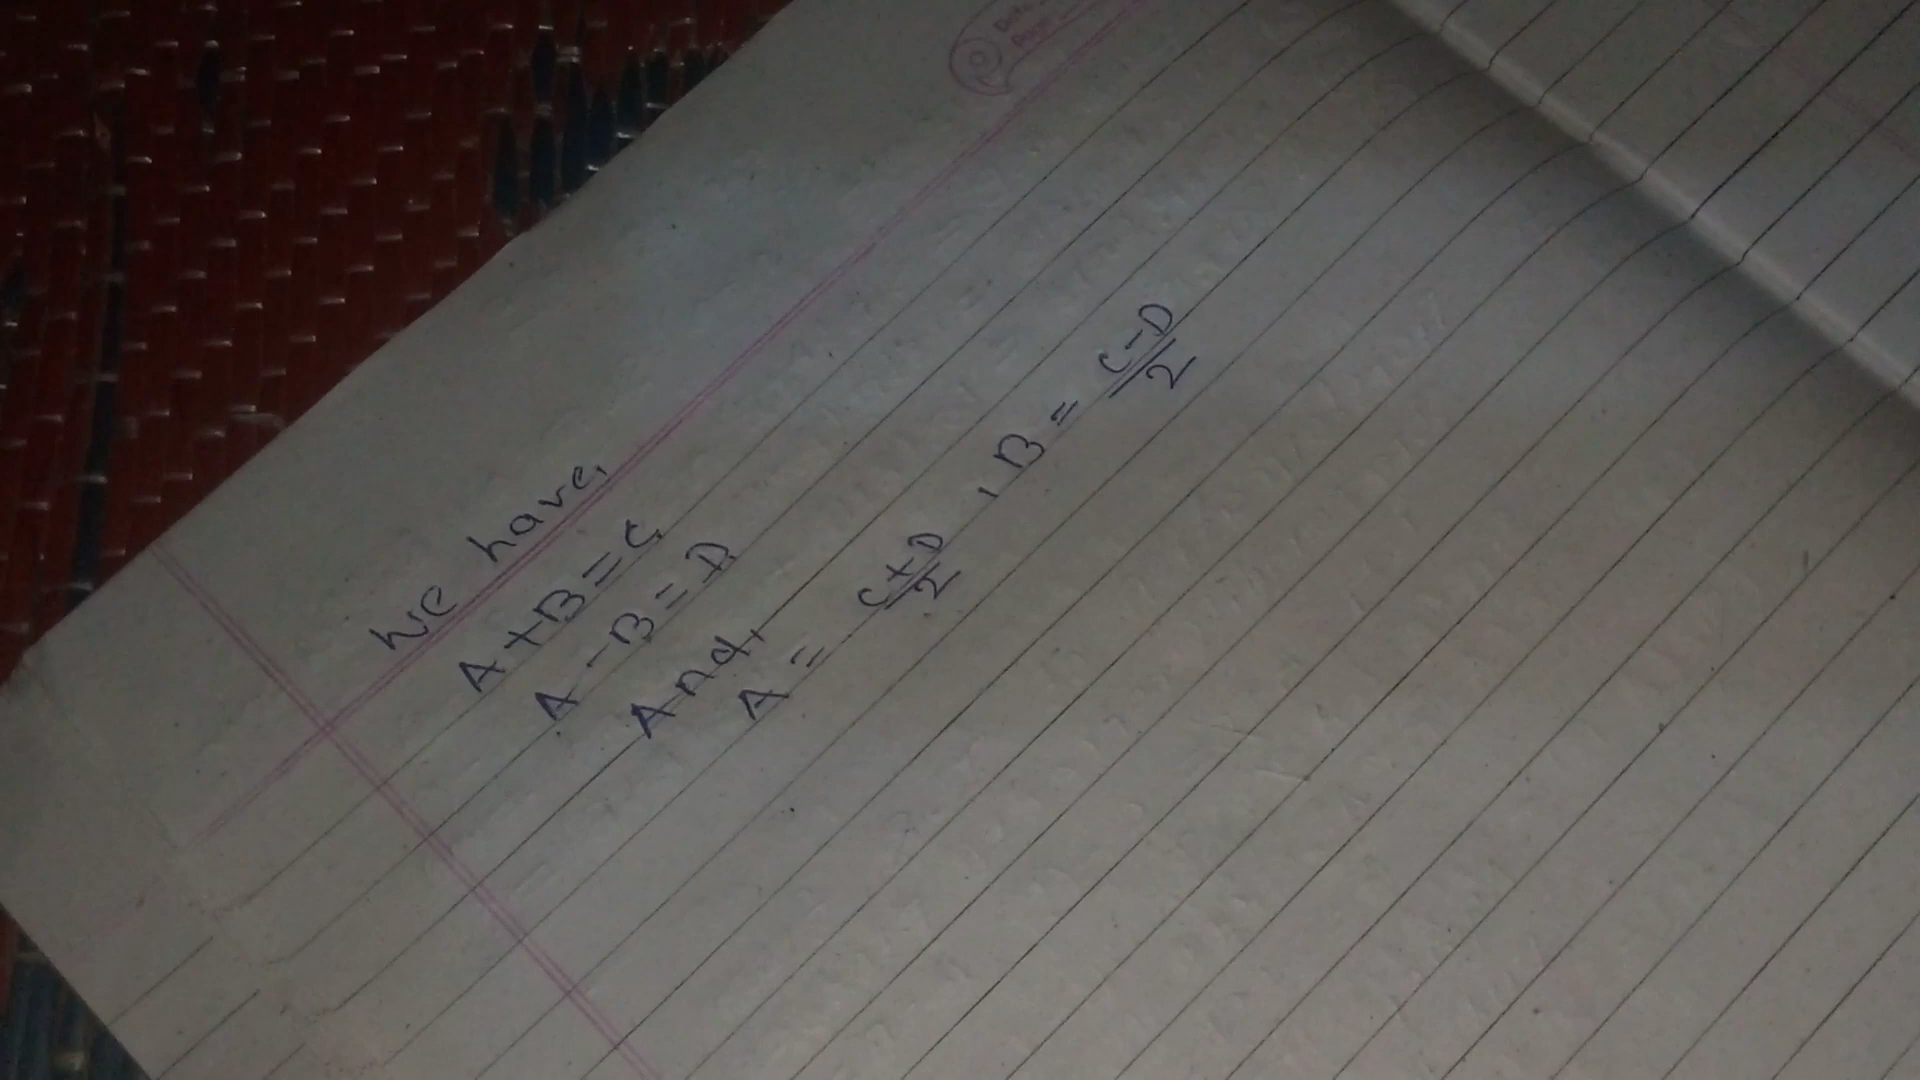 We have,
A+B=C
A-B=D
And,
A = C+D/2 , B = C-D/2